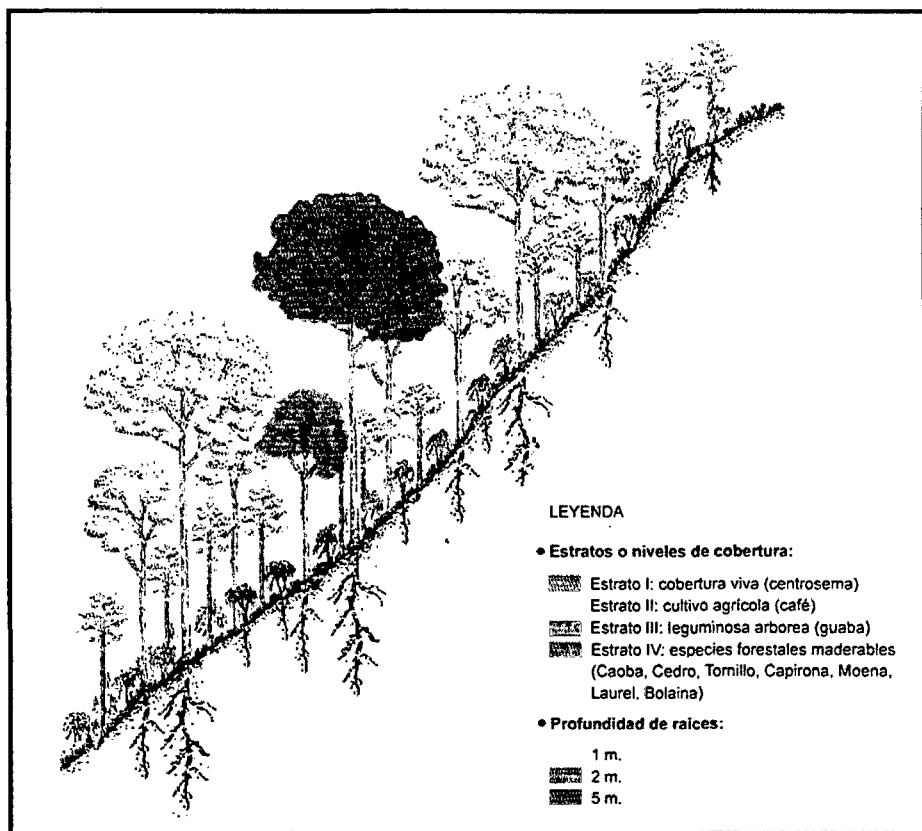 LEYENDA
• Estratos o niveles de cobertura:
Estrato I: cobertura viva (centrosema)
Estrato II: cultivo agrícola (café)
Estrato III: leguminosa arborea (guaba)
Estrato IV: especies forestales maderables
(Caoba, Cedro, Tornillo, Capirona, Moena,
Laurel, Bolaina)
• Profundidad de raices:
1 m.
2 m.
5 m.